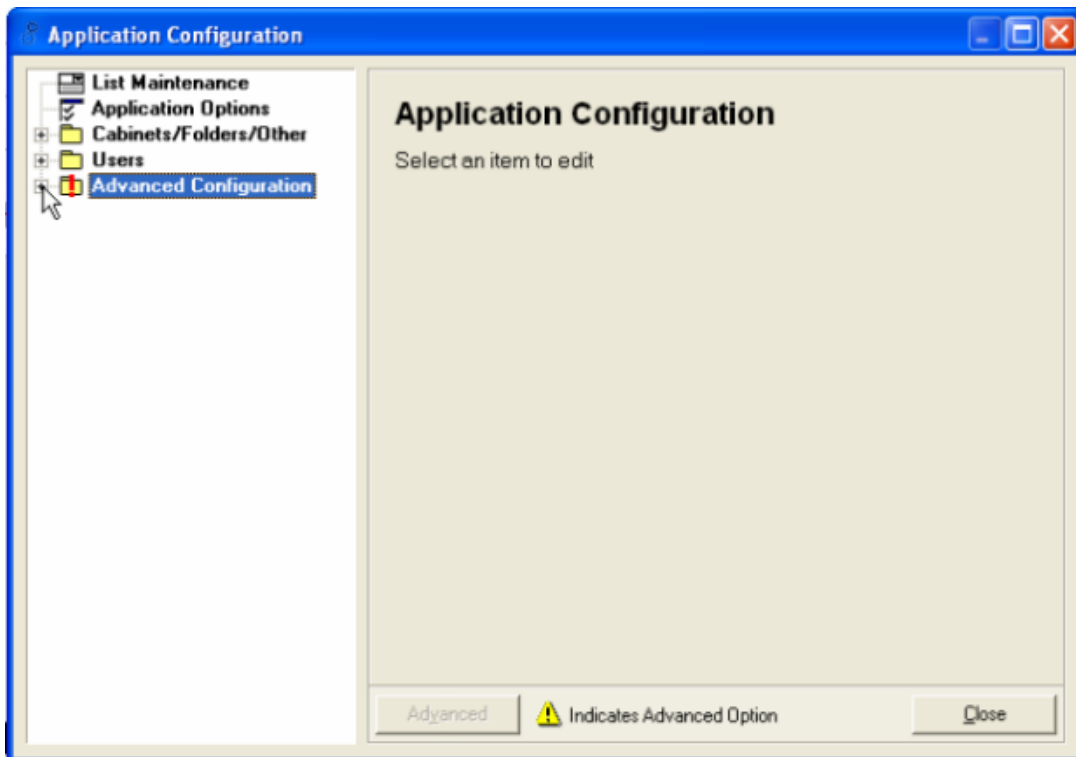 Application Configuration
List Maintenance
Application Options
Cabinets/Folders/Other
Users
Advanced Configuration
Application Configuration
Select an item to edit
Advanced
Indicates Advanced Option
Close